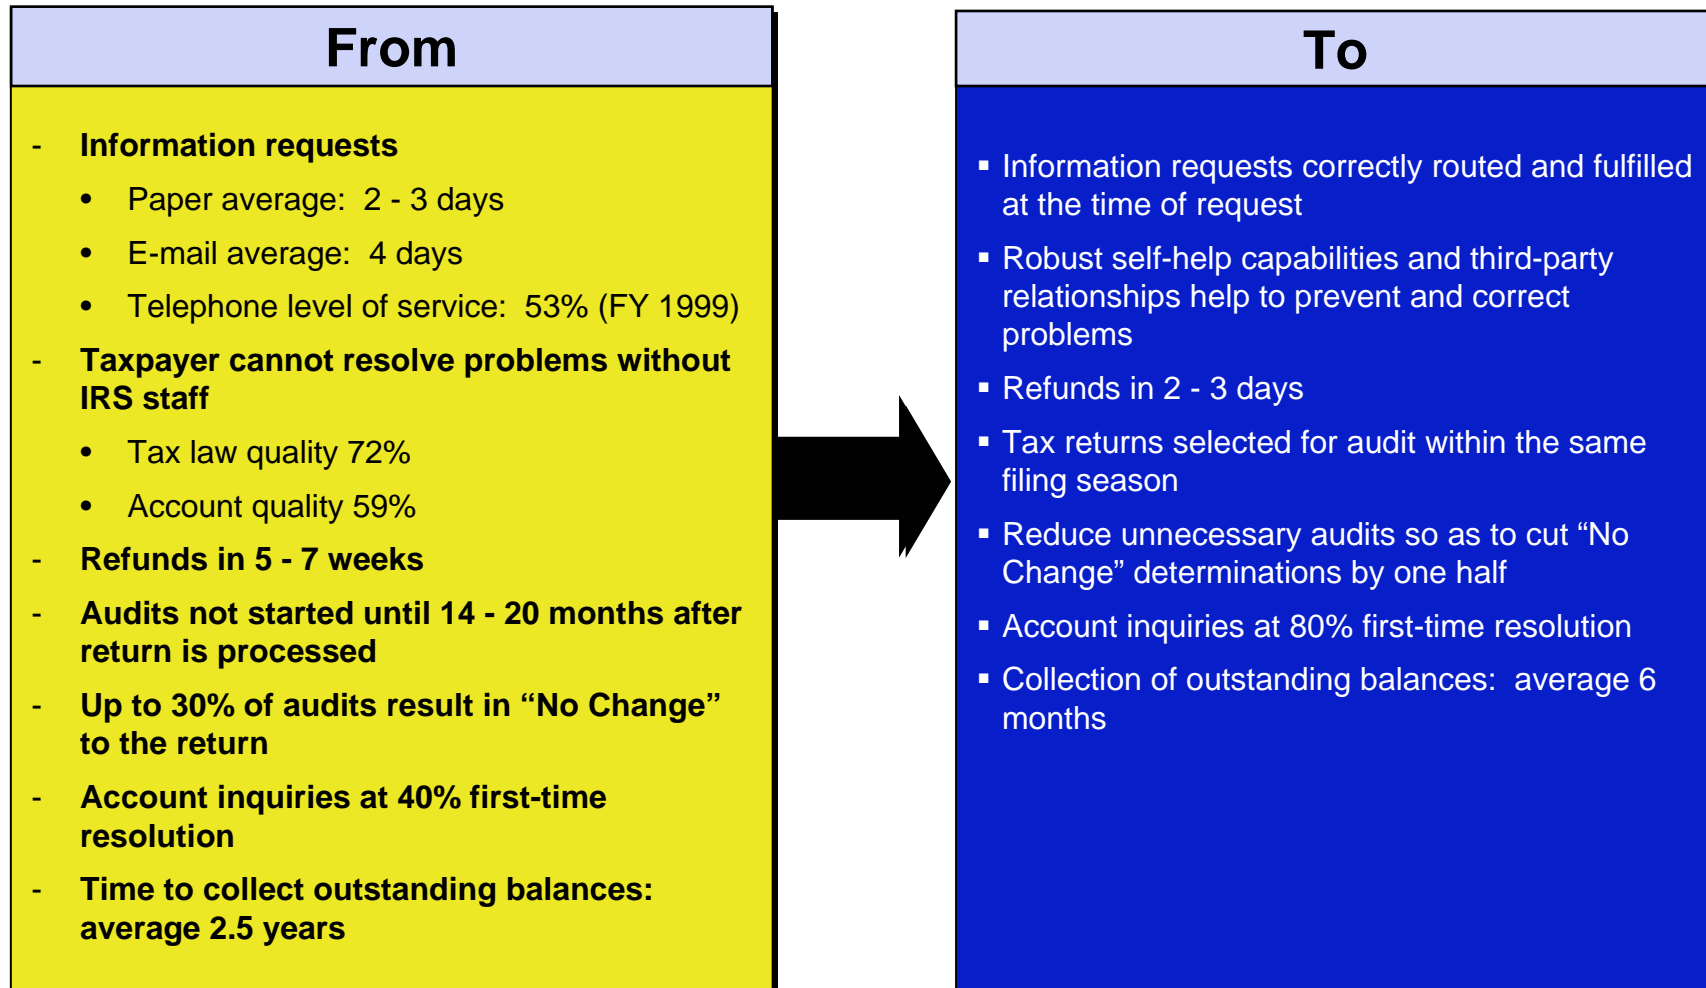 From
- Information requests
• Paper average: 2 - 3 days
• E-mail average: 4 days
• Telephone level of service: 53% (FY 1999)
- Taxpayer cannot resolve problems without
IRS staff
• Tax law quality 72%
• Account quality 59%
- Refunds in 5 - 7 weeks
- Audits not started until 14 - 20 months after
return is processed
- Up to 30% of audits result in “No Change”
to the return
- Account inquiries at 40% first-time
resolution
- Time to collect outstanding balances:
average 2.5 years
To
▪ Information requests correctly routed and fulfilled
at the time of request
▪ Robust self-help capabilities and third-party
relationships help to prevent and correct
problems
▪ Refunds in 2 - 3 days
▪ Tax returns selected for audit within the same
filing season
▪ Reduce unnecessary audits so as to cut “No
Change” determinations by one half
▪ Account inquiries at 80% first-time resolution
▪ Collection of outstanding balances: average 6
months